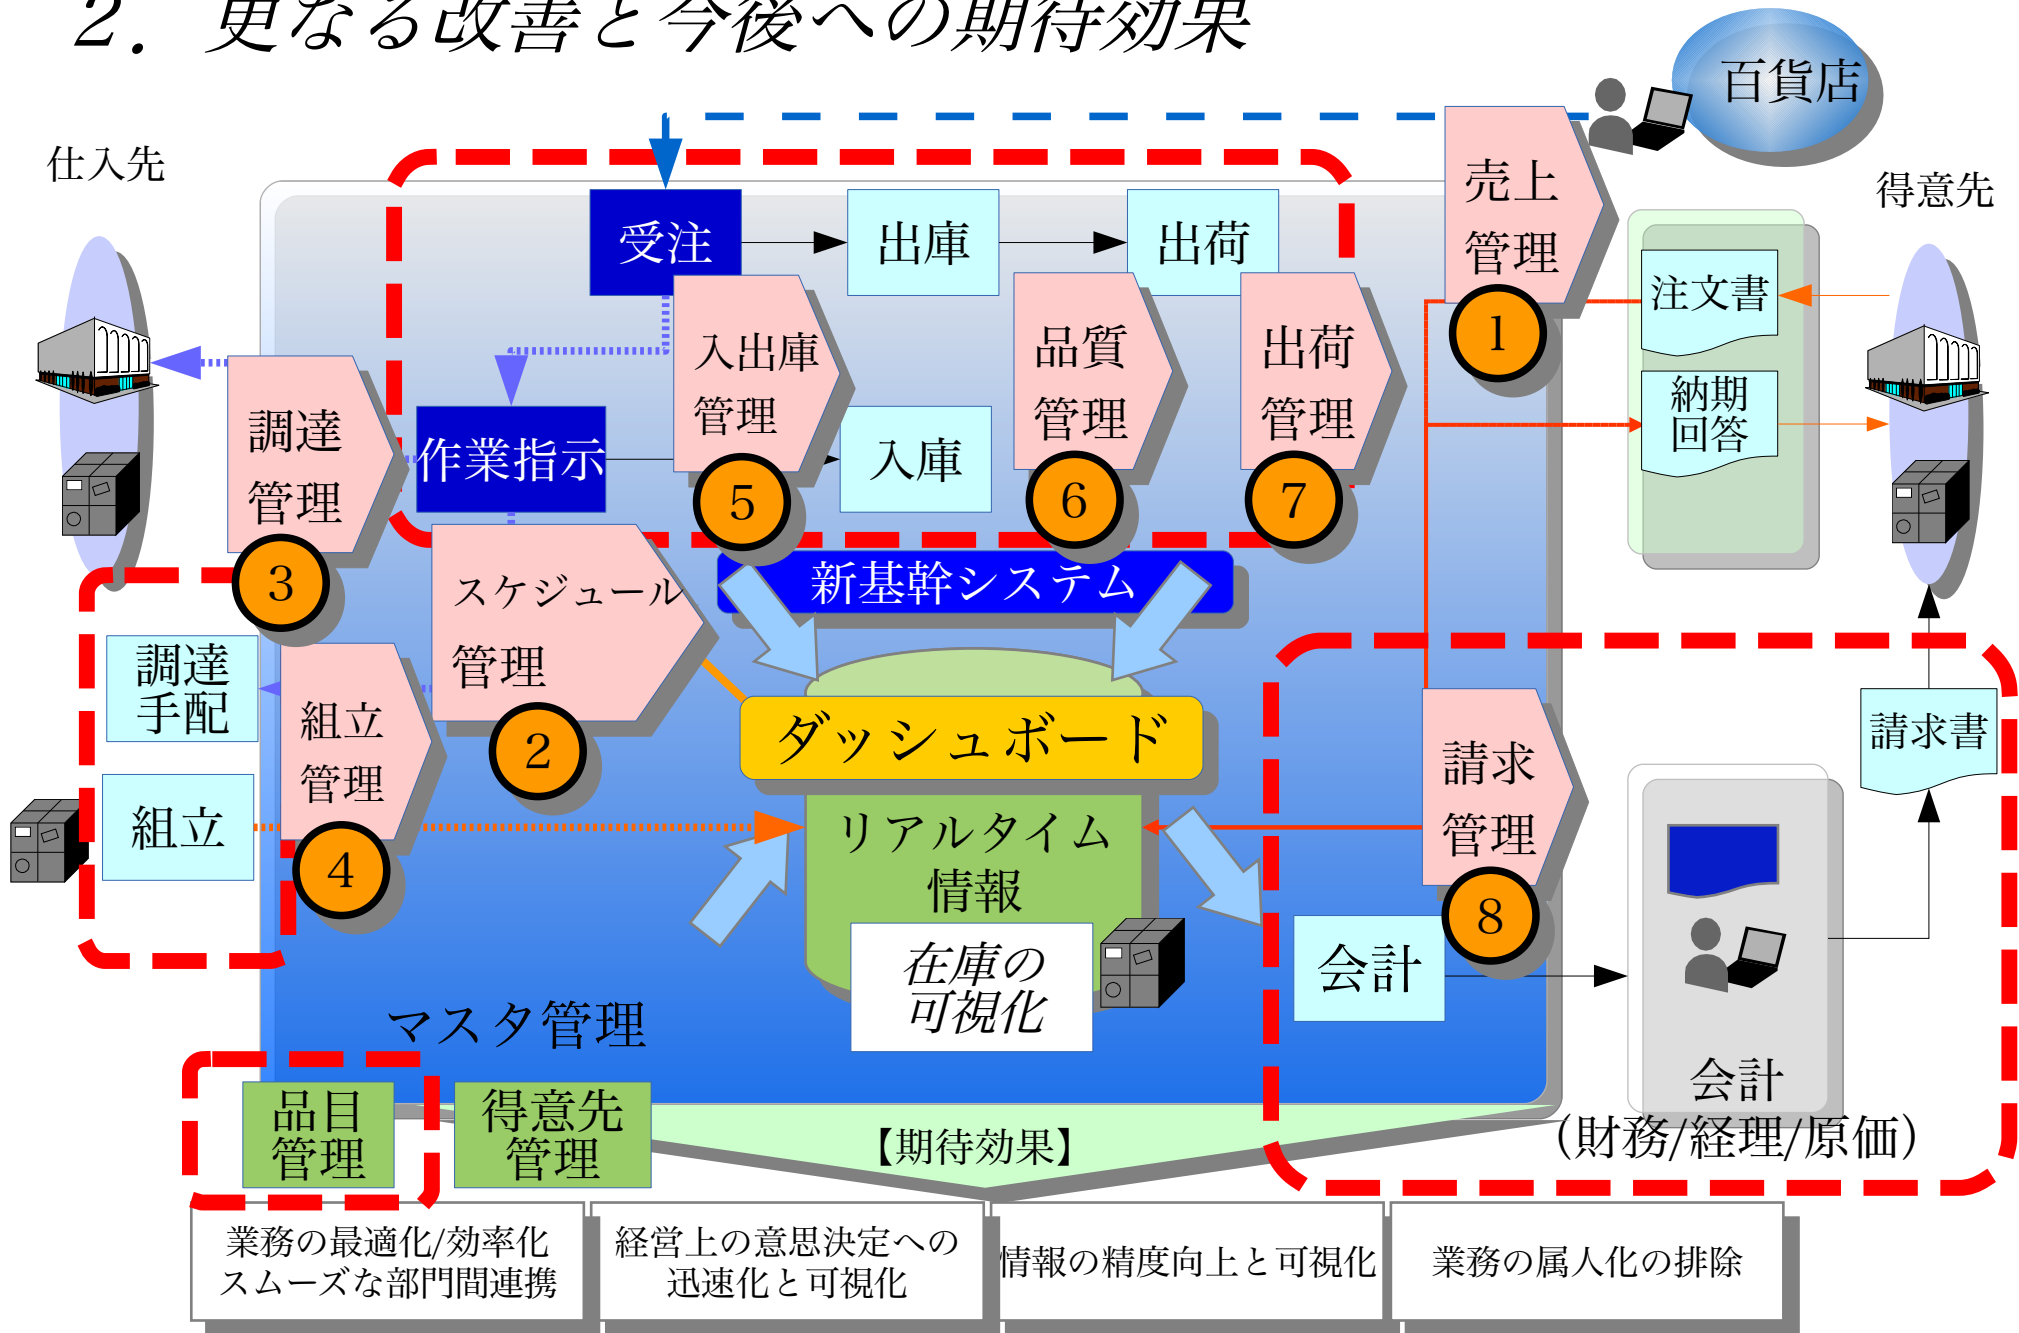 ２．更なる改善と今後への期待効果
百貨店
仕入先
得意先
受注
出庫
出荷
売上
管理
1
注文書
納期
回答
調達
管理
3
作業指示
入出庫
管理
5
入庫
品質
管理
6
出荷
管理
7
スケジュール
管理
2
新基幹システム
調達
手配
組立
組立
管理
4
ダッシュボード
リアルタイム
情報
在庫の
可視化
請求
管理
8
請求書
会計
会計
（財務/経理/原価）
マスタ管理
品目
管理
得意先
管理
【期待効果】
業務の最適化/効率化
スムーズな部門間連携
経営上の意思決定への
迅速化と可視化
情報の精度向上と可視化
業務の属人化の排除